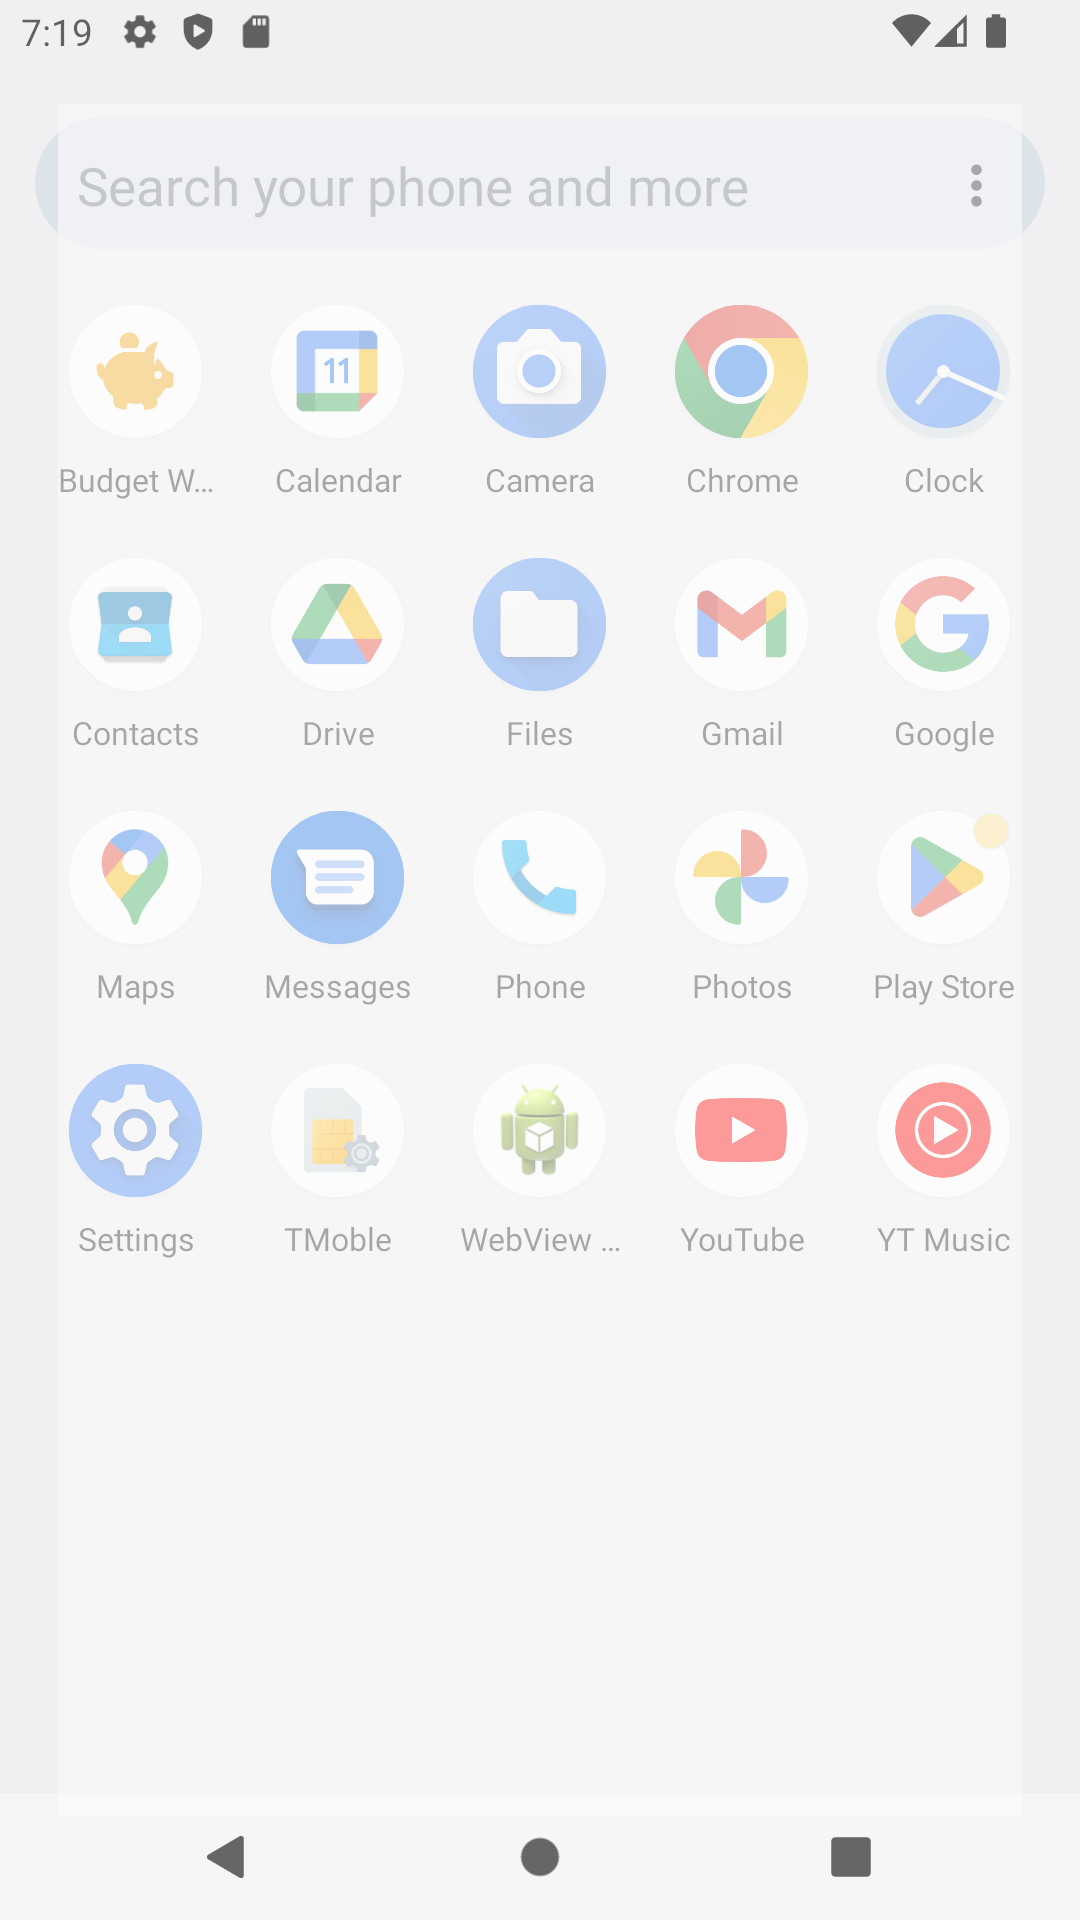 7:19
Search your phone and more
11
Budget W...
Calendar
Camera
Chrome
Clock
Contacts
Drive
Files
Gmail
Google
Maps
Messages
Phone
Photos
Play Store
Settings
TMoble
WebView ...
YouTube
YT Music